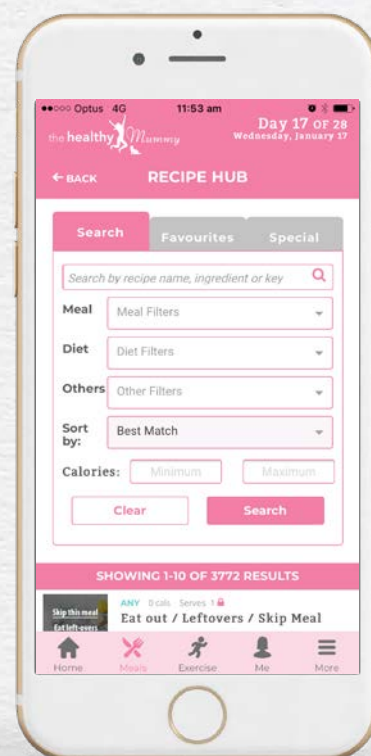 Optus 4G 11:53 am
the healthy Mummy
Day 17 OF 28
Wednesday, January 17
← BACK RECIPE HUB
Search Favourites Special
Search by recipe name, ingredient or key
Meal Meal Filters
Diet Diet Filters
Others Other Filters
Sort by: Best Match
Calories: Minimum Maximum
Clear Search
SHOWING 1-10 OF 3772 RESULTS
ANY 0 cals Serves 1
Skip this meal
Eat out / Leftovers / Skip Meal
Eat left-overs
Home Meals Exercise Me More